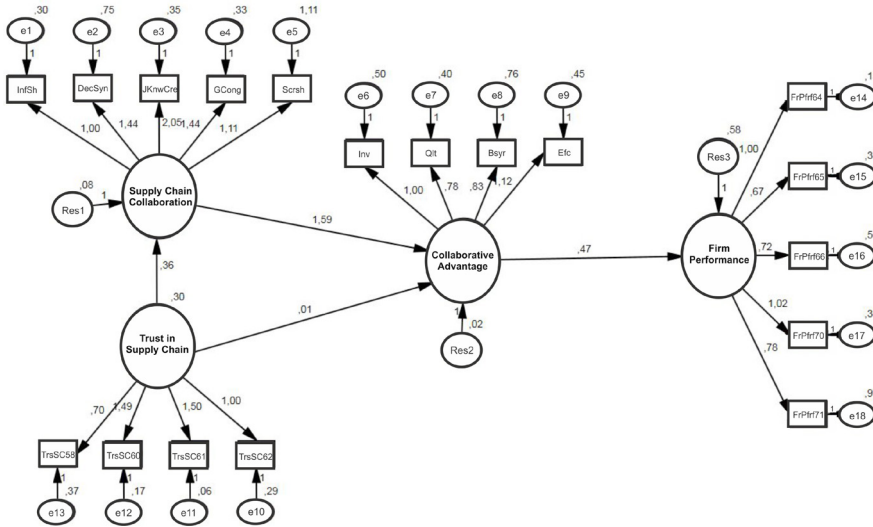 ,30 ,75 ,35 ,33 1,11
e1 e2 e3 e4 e5
1 1 1 1 1
InfSh DecSyn JKnwCre GCong Scrsh
1,00 1,44 2,05 1,44 1,11
,50 ,40 ,76 ,45
e6 e7 e8 e9
1 1 1 1
Inv Qlt Bsyr Efc
1,00 ,78 ,83 1,12
,08
Res1
1
Supply Chain
Collaboration
1,59
,36
,30
Trust in
Supply Chain
,01
Collaborative
Advantage
1
,02
Res2
,47
,58
Res3
1
Firm
Performance
1,00
,67
,72
1,02
,78
FrPfrf64 1 e14
FrPfrf65 1 e15
FrPfrf66 1 e16
FrPfrf70 1 e17
FrPfrf71 1 e18
,70 1,49 1,50 1,00
TrsSC58 TrsSC60 TrsSC61 TrsSC62
1 1 1 1
,37 ,17 ,06 ,29
e13 e12 e11 e10